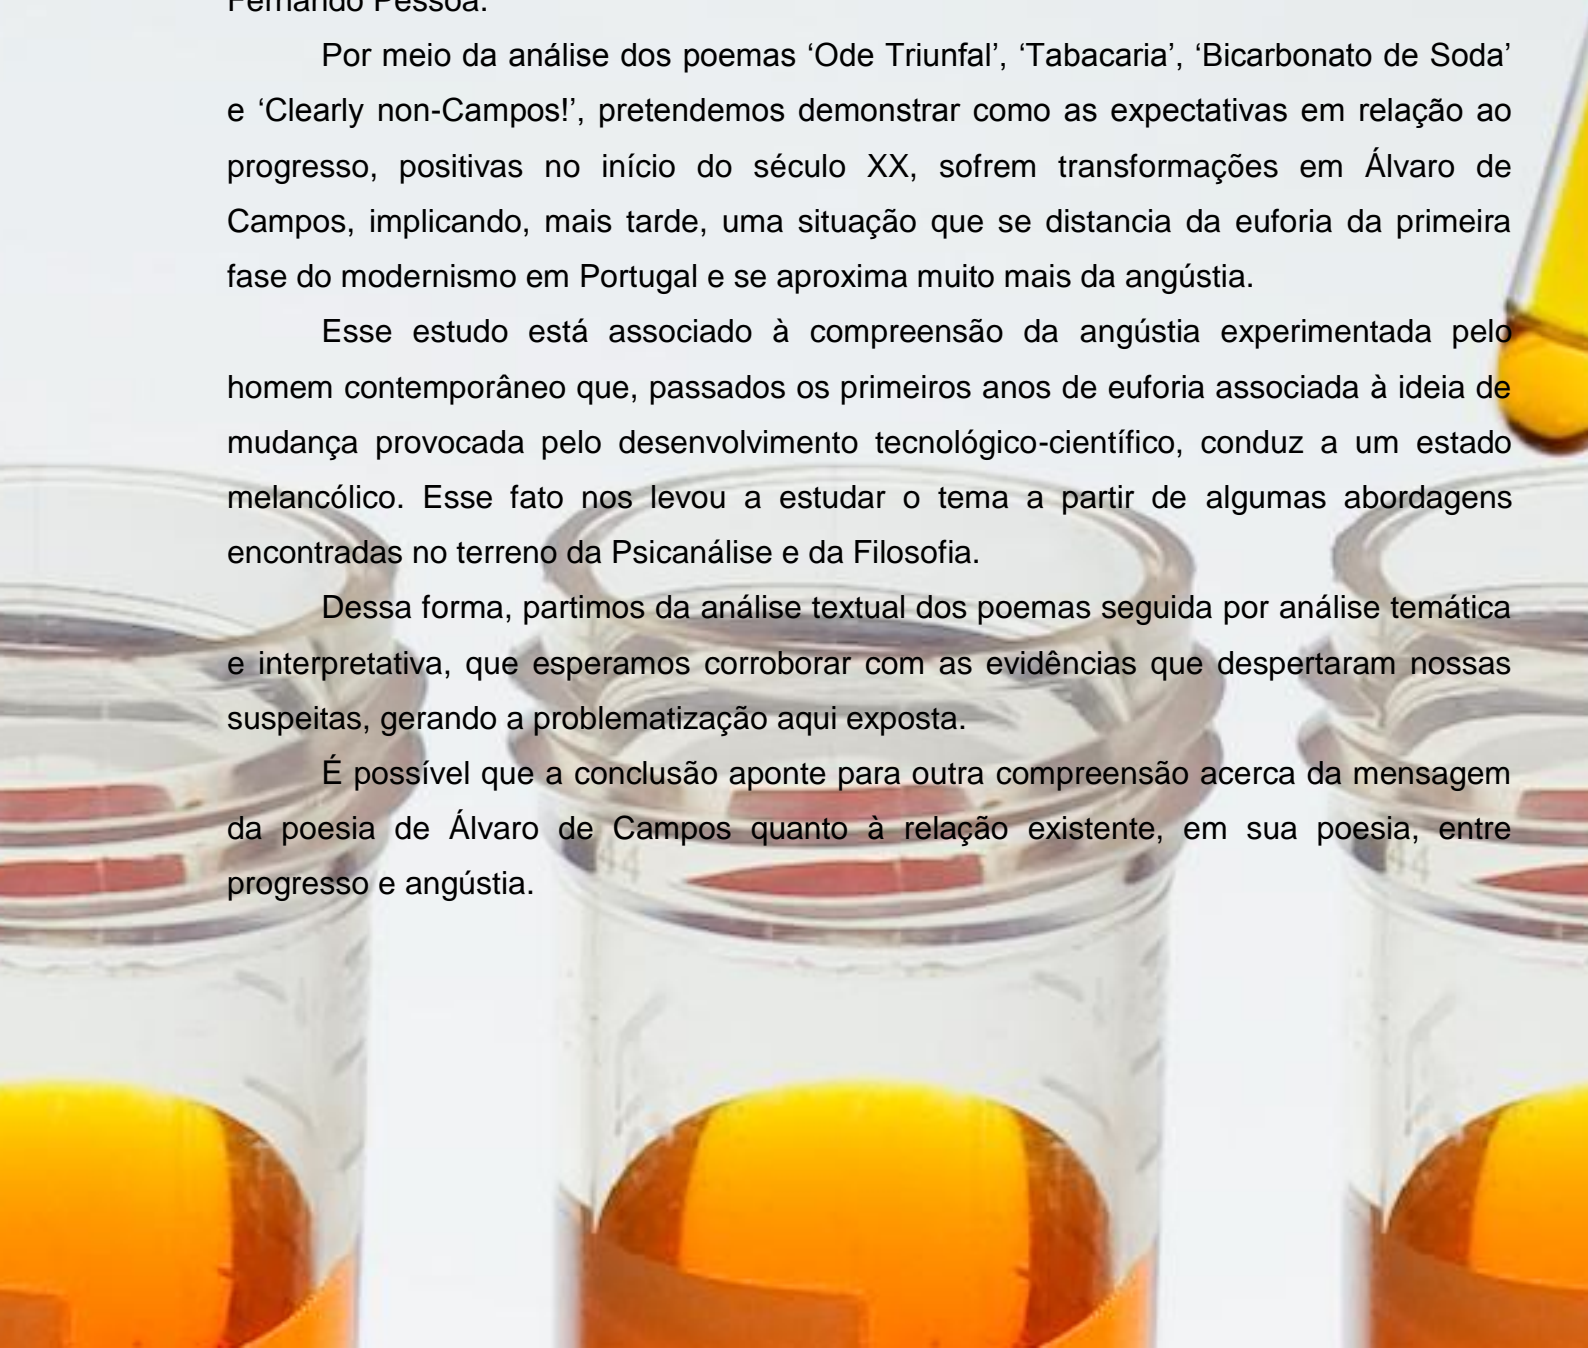 Fernando Pessoa.
Por meio da análise dos poemas ‘Ode Triunfal’, ‘Tabacaria’, ‘Bicarbonato de Soda’
e ‘Clearly non-Campos!’, pretendemos demonstrar como as expectativas em relação ao
progresso, positivas no início do século XX, sofrem transformações em Álvaro de
Campos, implicando, mais tarde, uma situação que se distancia da euforia da primeira
fase do modernismo em Portugal e se aproxima muito mais da angústia.
Esse estudo está associado à compreensão da angústia experimentada pelo
homem contemporâneo que, passados os primeiros anos de euforia associada à ideia de
mudança provocada pelo desenvolvimento tecnológico-científico, conduz a um estado
melancólico. Esse fato nos levou a estudar o tema a partir de algumas abordagens
encontradas no terreno da Psicanálise e da Filosofia.
Dessa forma, partimos da análise textual dos poemas seguida por análise temática
e interpretativa, que esperamos corroborar com as evidências que despertaram nossas
suspeitas, gerando a problematização aqui exposta.
É possível que a conclusão aponte para outra compreensão acerca da mensagem
da poesia de Álvaro de Campos quanto à relação existente, em sua poesia, entre
progresso e angústia.
44
44